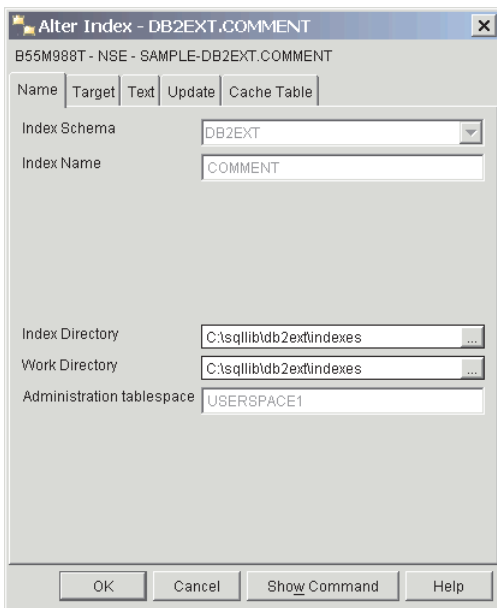 Alter Index - DB2EXT.COMMENT
B55M988T - NSE - SAMPLE-DB2EXT.COMMENT
Name Target Text Update Cache Table
Index Schema DB2EXT
Index Name COMMENT
Index Directory C:\sqllib\db2ext\indexes ...
Work Directory C:\sqllib\db2ext\indexes ...
Administration tablespace USERSPACE1
OK Cancel Show Command Help